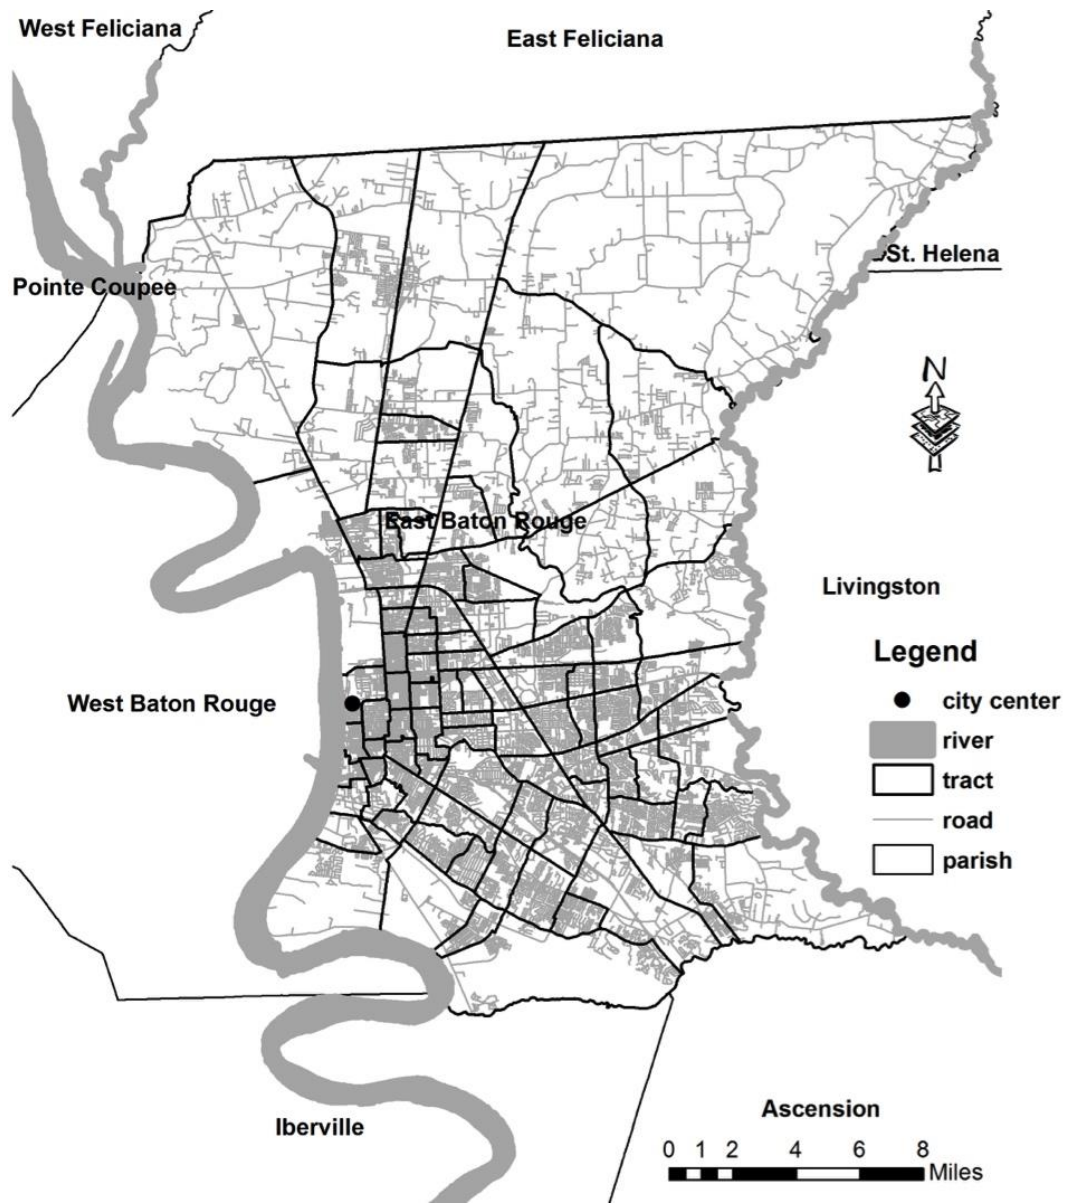 West Feliciana
East Feliciana
St. Helena
Pointe Coupee
N
East Baton Rouge
Livingston
West Baton Rouge
Legend
city center
river
tract
road
parish
Iberville
Ascension
0 1 2 4 6 8
Miles